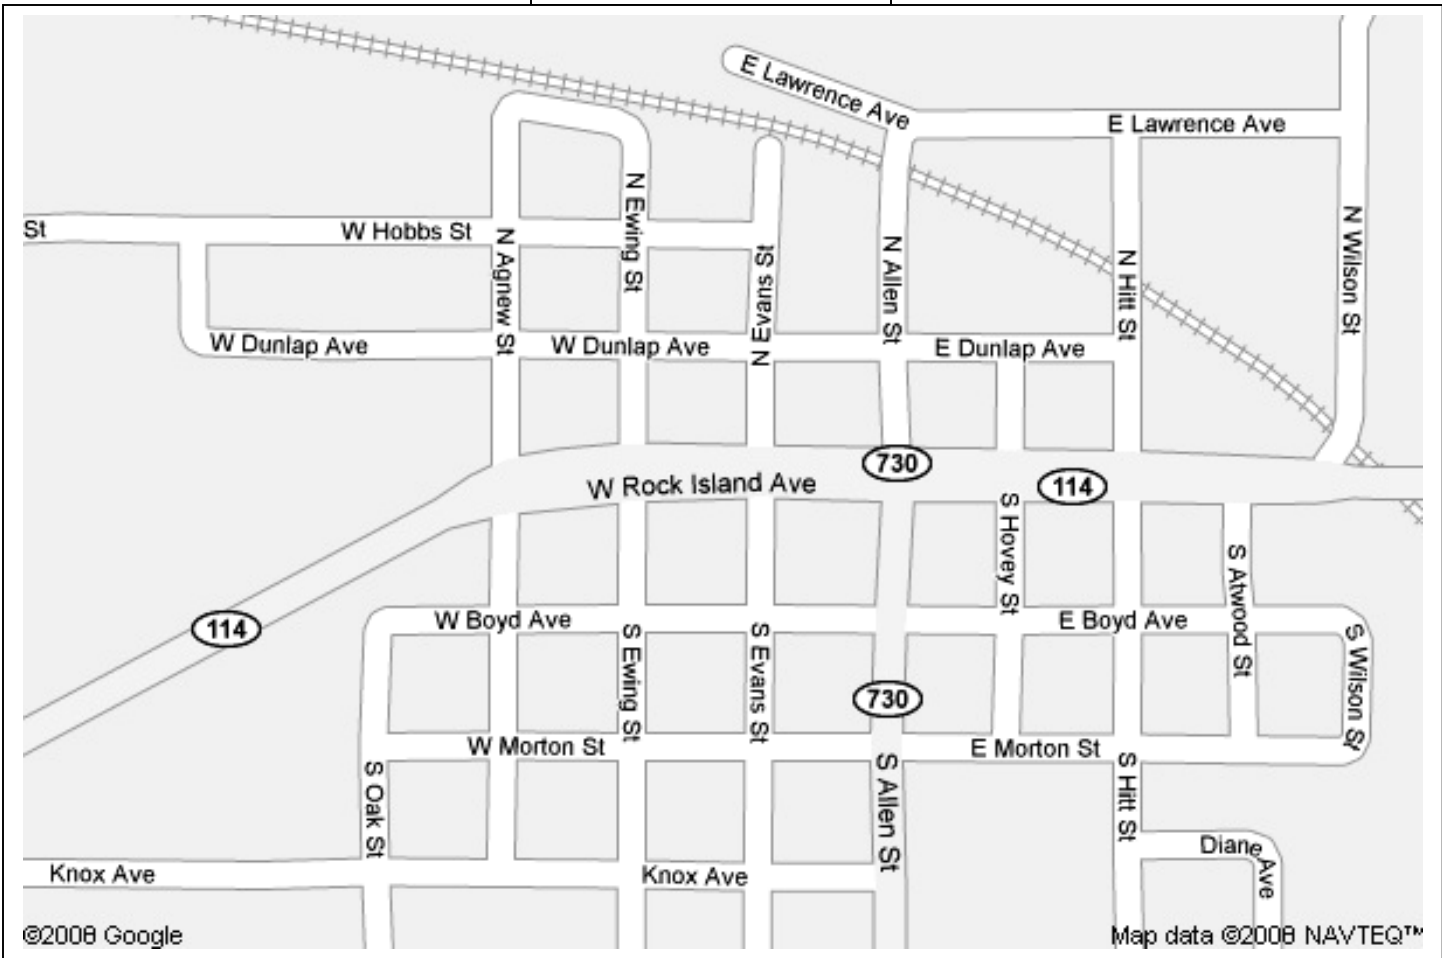 E Lawrence Ave
E Lawrence Ave
N Ewing St
N Wilson St
St
W Hobbs St
N Agnew St
N Evans St
N Allen St
N Hitt St
W Dunlap Ave
W Dunlap Ave
E Dunlap Ave
730
W Rock Island Ave
114
S Hovey St
S Atwood St
114
W Boyd Ave
E Boyd Ave
S Ewing St
S Evans St
S Wilson St
730
W Morton St
E Morton St
S Oak St
S Allen St
S Hitt St
Diane Ave
Knox Ave
Knox Ave
©2008 Google
Map data ©2008 NAVTEQ™